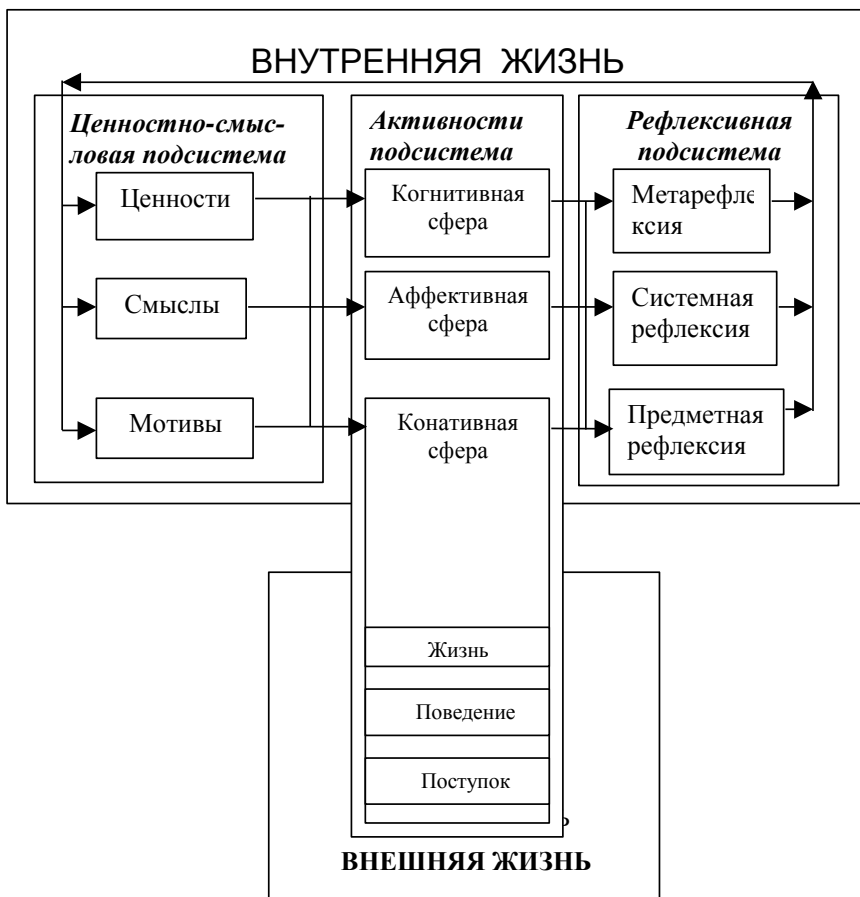 ВНУТРЕННЯЯ ЖИЗНЬ
Ценностно-смыс-
ловая подсистема
Активности
подсистема
Рефлексивная
подсистема
Ценности
Когнитивная
сфера
Метарефле
ксия
Смыслы
Аффективная
сфера
Системная
рефлексия
Мотивы
Конативная
сфера
Предметная
рефлексия
Жизнь
Поведение
Поступок
ВНЕШНЯЯ ЖИЗНЬ